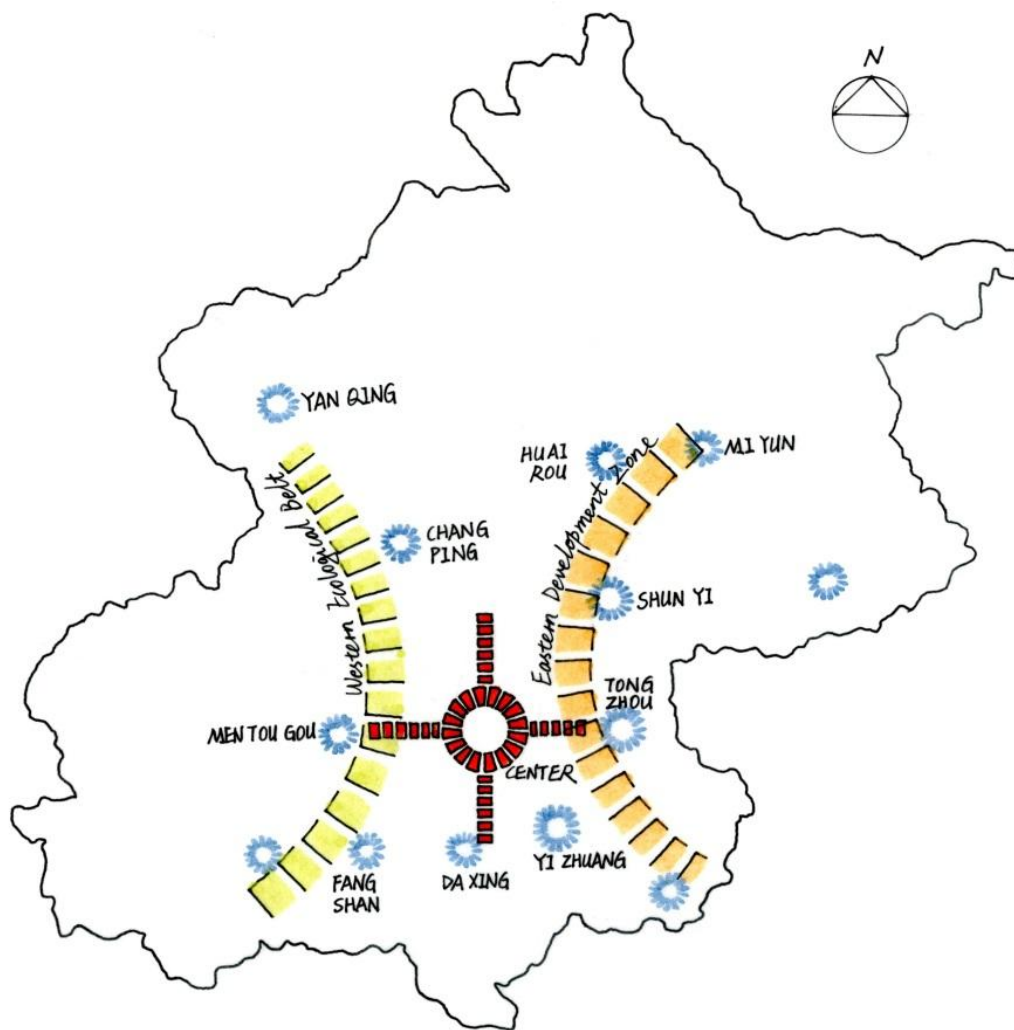 N
YAN QING
HUAI
ROU
MI YUN
Western Ecological Belt
Eastern Development Zone
CHANG
PING
SHUN YI
TONG
ZHOU
MEN TOU GOU
CENTER
YI ZHUANG
FANG
SHAN
DA XING